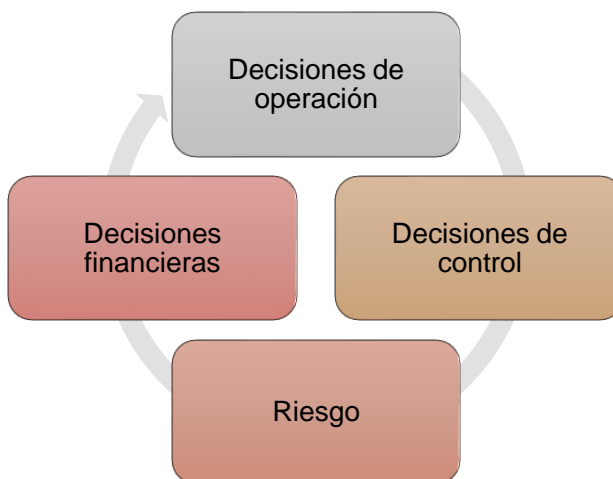 Decisiones de
operación
Decisiones
financieras
Decisiones de
control
Riesgo